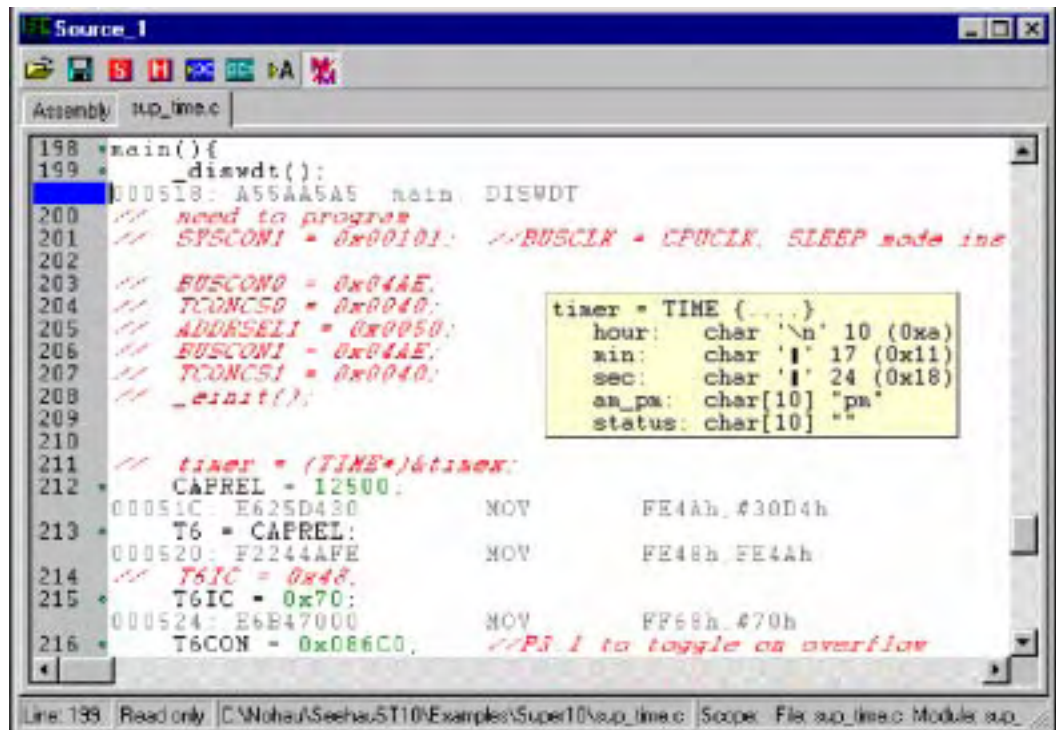 Source_1
S M PC A
Assembly sup_time.c
198 main(){
199 _diswdt();
000518: A55AA5A5 main: DISWDT
200 // need to program
201 // SYSCON1 = 0x00101; //BUSCLK = CPUCLK, SLEEP mode ins
202
203 // BUSCON0 = 0x04AE;
204 // TCONCS0 = 0x0040;
205 // ADDRSEL1 = 0x0050;
206 // BUSCON1 = 0x04AE;
207 // TCONCS1 = 0x0040;
208 // _einit();
209
210
211 // timer = (TIME*)&timex;
212 CAPREL = 12500;
00051C: E625D430 MOV FE4Ah,#30D4h
213 T6 = CAPREL;
000520: F2244AFE MOV FE48h,FE4Ah
214 // T6IC = 0x48;
215 T6IC = 0x70;
000524: E6B47000 MOV FF68h,#70h
216 T6CON = 0x086C0; //P3.1 to toggle on overflow
timer = TIME {....}
hour: char '\n' 10 (0xa)
min: char '▮' 17 (0x11)
sec: char '▮' 24 (0x18)
am_pm: char[10] "pm"
status: char[10] ""
Line: 199 Read only C:\Nohau\SeehauST10\Examples\Super10\sup_time.c Scope: File: sup_time.c Module: sup_